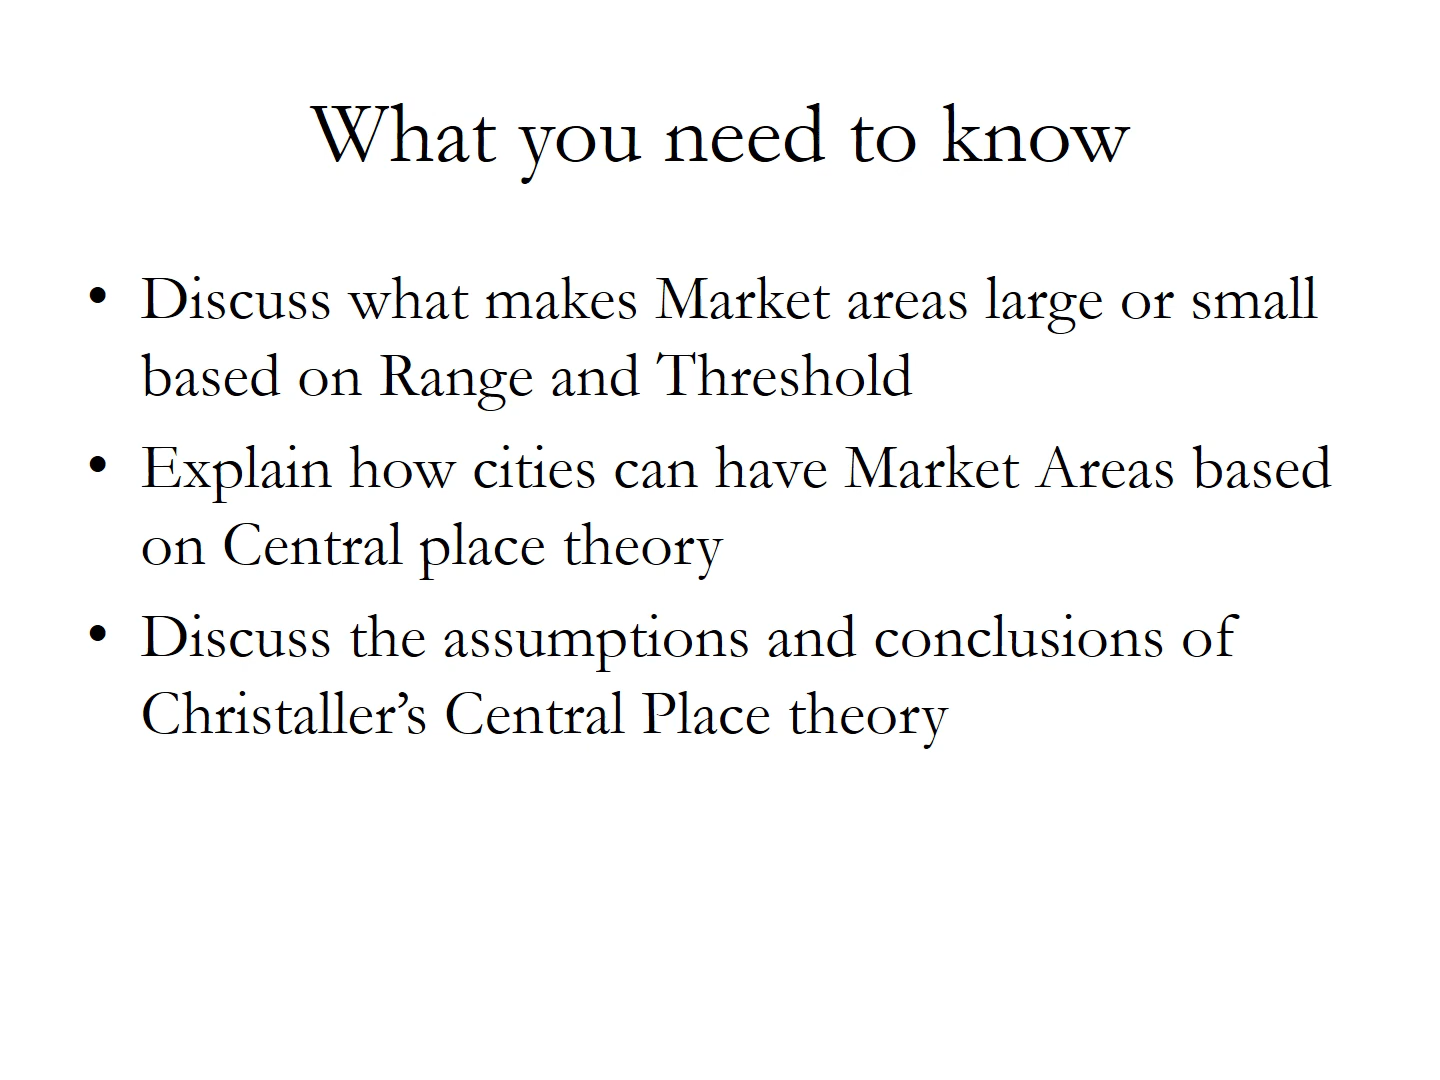 What you need to know
• Discuss what makes Market areas large or small
based on Range and Threshold
• Explain how cities can have Market Areas based
on Central place theory
• Discuss the assumptions and conclusions of
Christaller’s Central Place theory